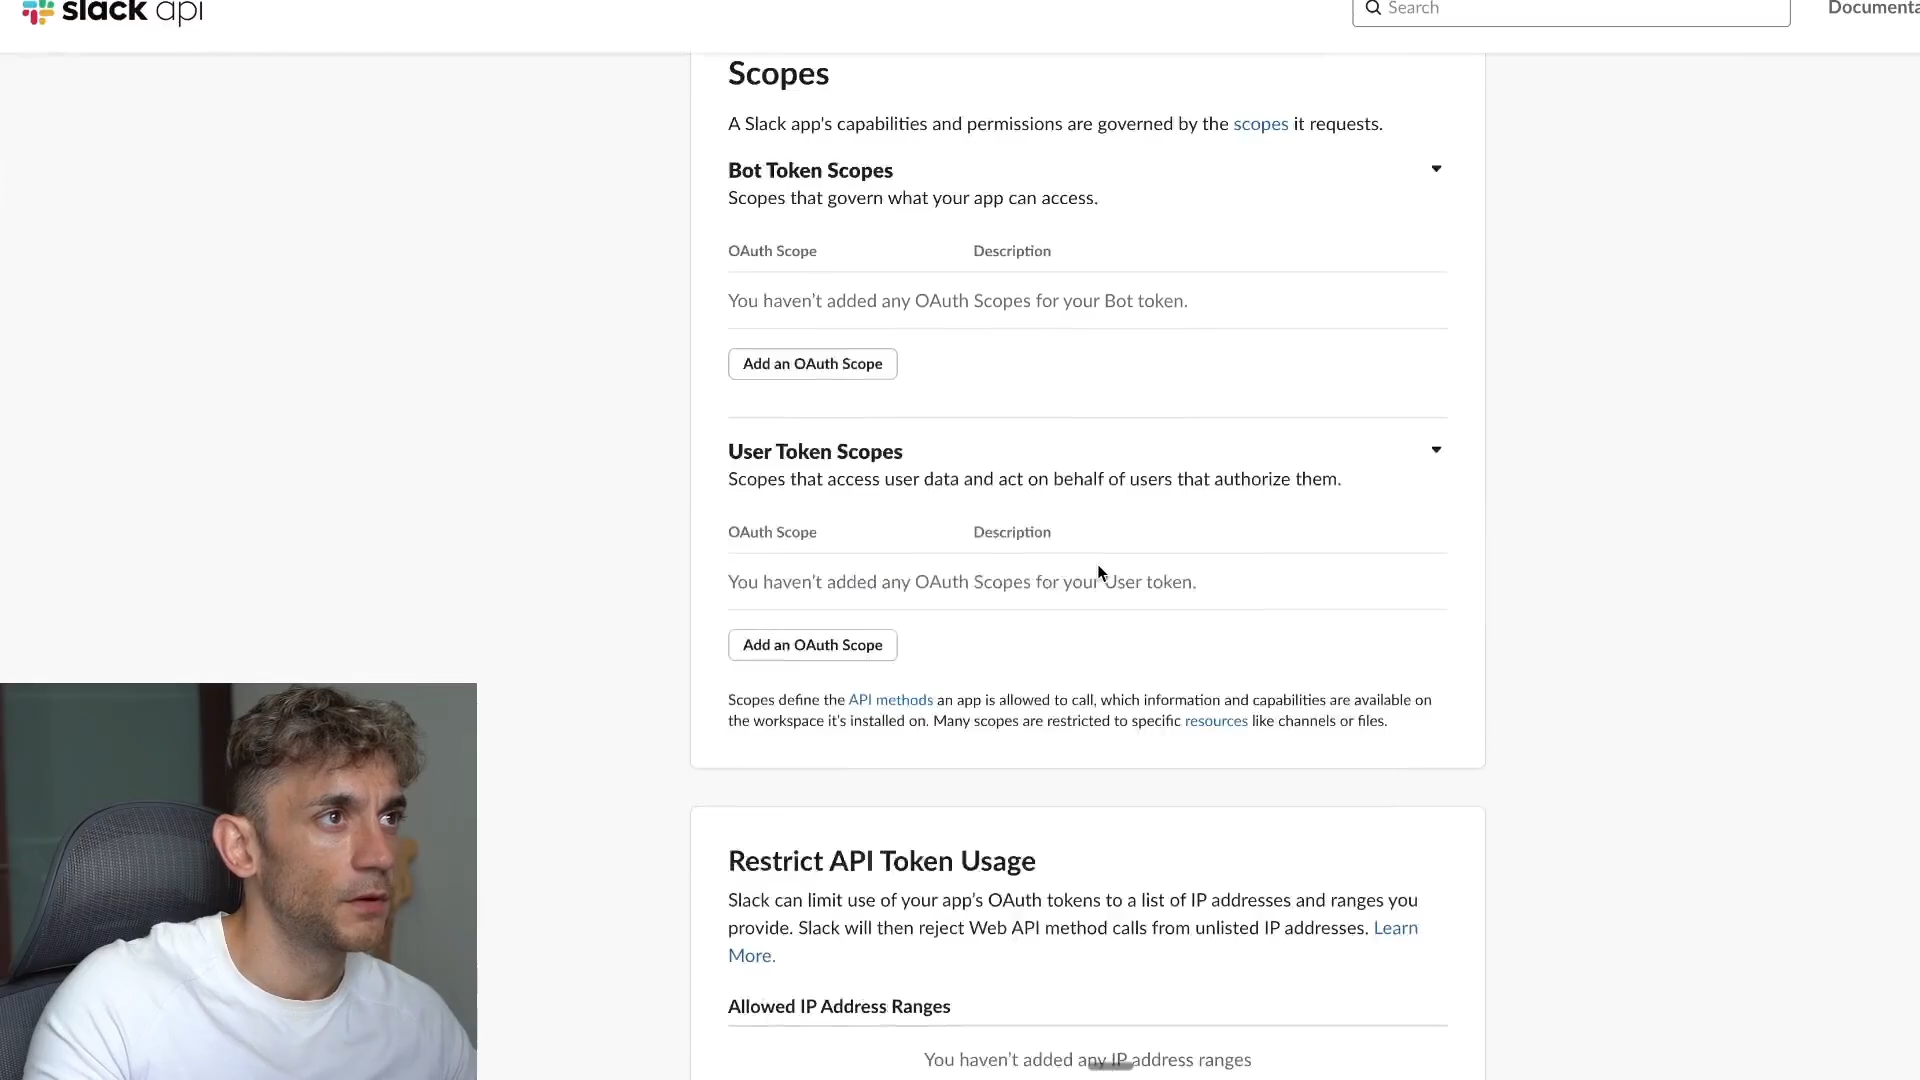 slack api
Search
Documenta
Scopes
A Slack app's capabilities and permissions are governed by the scopes it requests.
Bot Token Scopes
Scopes that govern what your app can access.
OAuth Scope Description
You haven't added any OAuth Scopes for your Bot token.
Add an OAuth Scope
User Token Scopes
Scopes that access user data and act on behalf of users that authorize them.
OAuth Scope Description
You haven't added any OAuth Scopes for your User token.
Add an OAuth Scope
Scopes define the API methods an app is allowed to call, which information and capabilities are available on
the workspace it's installed on. Many scopes are restricted to specific resources like channels or files.
Restrict API Token Usage
Slack can limit use of your app's OAuth tokens to a list of IP addresses and ranges you
provide. Slack will then reject Web API method calls from unlisted IP addresses. Learn
More.
Allowed IP Address Ranges
You haven't added any IP address ranges